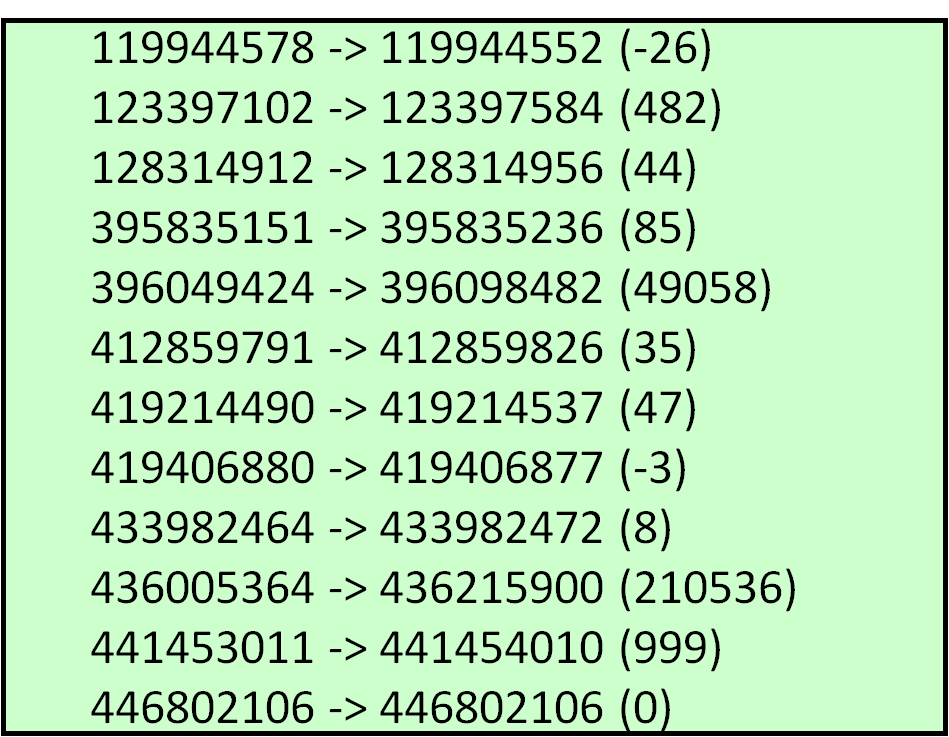 119944578 -> 119944552 (-26)
123397102 -> 123397584 (482)
128314912 -> 128314956 (44)
395835151 -> 395835236 (85)
396049424 -> 396098482 (49058)
412859791 -> 412859826 (35)
419214490 -> 419214537 (47)
419406880 -> 419406877 (-3)
433982464 -> 433982472 (8)
436005364 -> 436215900 (210536)
441453011 -> 441454010 (999)
446802106 -> 446802106 (0)